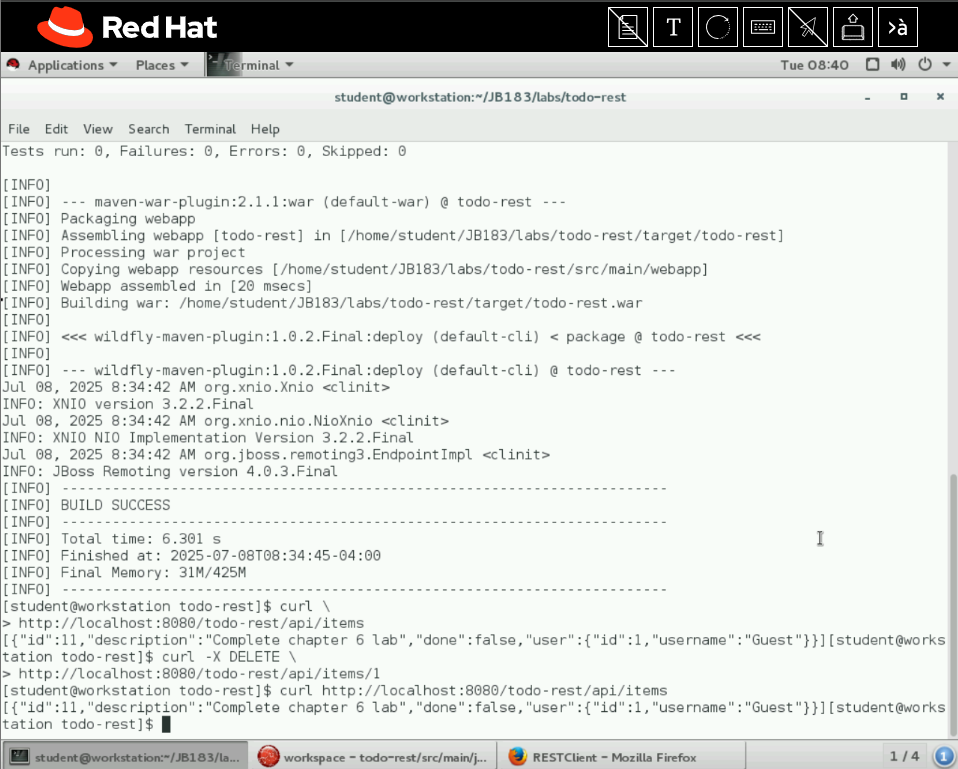 Red Hat
T
>à
Applications
Places
Terminal
Tue 08:40
student@workstation:~/JB183/labs/todo-rest
File Edit View Search Terminal Help
Tests run: 0, Failures: 0, Errors: 0, Skipped: 0
[INFO]
[INFO] --- maven-war-plugin:2.1.1:war (default-war) @ todo-rest ---
[INFO] Packaging webapp
[INFO] Assembling webapp [todo-rest] in [/home/student/JB183/labs/todo-rest/target/todo-rest]
[INFO] Processing war project
[INFO] Copying webapp resources [/home/student/JB183/labs/todo-rest/src/main/webapp]
[INFO] Webapp assembled in [20 msecs]
[INFO] Building war: /home/student/JB183/labs/todo-rest/target/todo-rest.war
[INFO]
[INFO] <<< wildfly-maven-plugin:1.0.2.Final:deploy (default-cli) < package @ todo-rest <<<
[INFO]
[INFO] --- wildfly-maven-plugin:1.0.2.Final:deploy (default-cli) @ todo-rest ---
Jul 08, 2025 8:34:42 AM org.xnio.Xnio <clinit>
INFO: XNIO version 3.2.2.Final
Jul 08, 2025 8:34:42 AM org.xnio.nio.NioXnio <clinit>
INFO: XNIO NIO Implementation Version 3.2.2.Final
Jul 08, 2025 8:34:42 AM org.jboss.remoting3.EndpointImpl <clinit>
INFO: JBoss Remoting version 4.0.3.Final
[INFO] ------------------------------------------------------------------------
[INFO] BUILD SUCCESS
[INFO] ------------------------------------------------------------------------
[INFO] Total time: 6.301 s
[INFO] Finished at: 2025-07-08T08:34:45-04:00
[INFO] Final Memory: 31M/425M
[INFO] ------------------------------------------------------------------------
[student@workstation todo-rest]$ curl \
> http://localhost:8080/todo-rest/api/items
[{"id":11,"description":"Complete chapter 6 lab","done":false,"user":{"id":1,"username":"Guest"}}][student@works
tation todo-rest]$ curl -X DELETE \
> http://localhost:8080/todo-rest/api/items/1
[student@workstation todo-rest]$ curl http://localhost:8080/todo-rest/api/items
[{"id":11,"description":"Complete chapter 6 lab","done":false,"user":{"id":1,"username":"Guest"}}][student@works
tation todo-rest]$
student@workstation:~/JB183/la...
workspace - todo-rest/src/main/j...
RESTClient - Mozilla Firefox
1 / 4
1